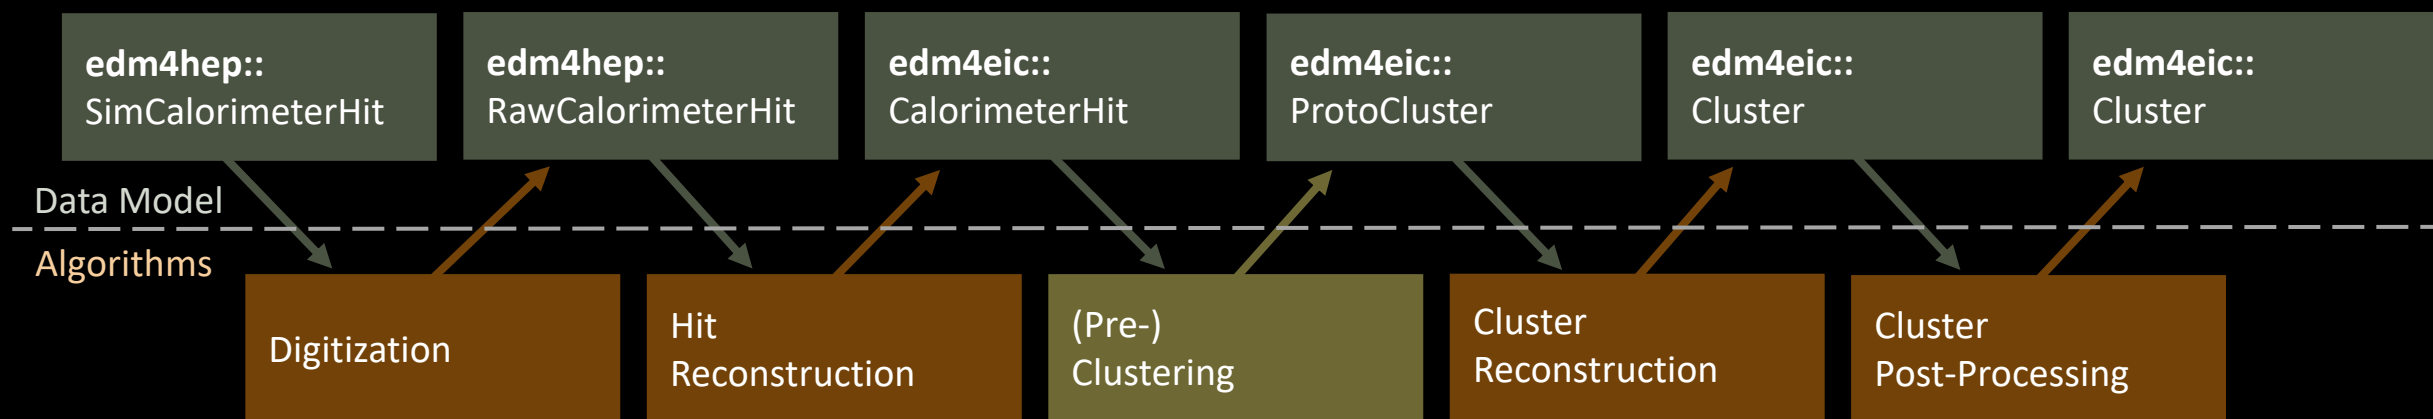 edm4hep::
SimCalorimeterHit
edm4hep::
RawCalorimeterHit
edm4eic::
CalorimeterHit
edm4eic::
ProtoCluster
edm4eic::
Cluster
edm4eic::
Cluster
Data Model
Algorithms
Digitization
Hit
Reconstruction
(Pre-)
Clustering
Cluster
Reconstruction
Cluster
Post-Processing